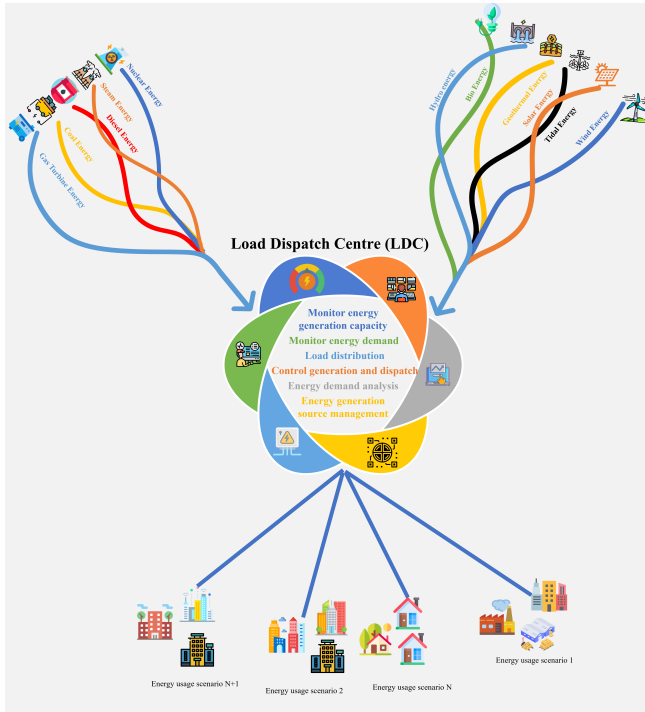 Nuclear Energy
Steam Energy
Diesel Energy
Coal Energy
Gas Turbine Energy
Hydro energy
Bio Energy
Geothermal Energy
Solar Energy
Tidal Energy
Wind Energy
Load Dispatch Centre (LDC)
Monitor energy
generation capacity
Monitor energy demand
Load distribution
Control generation and dispatch
Energy demand analysis
Energy generation
source management
Energy usage scenario N+1
Energy usage scenario 2
Energy usage scenario N
Energy usage scenario 1